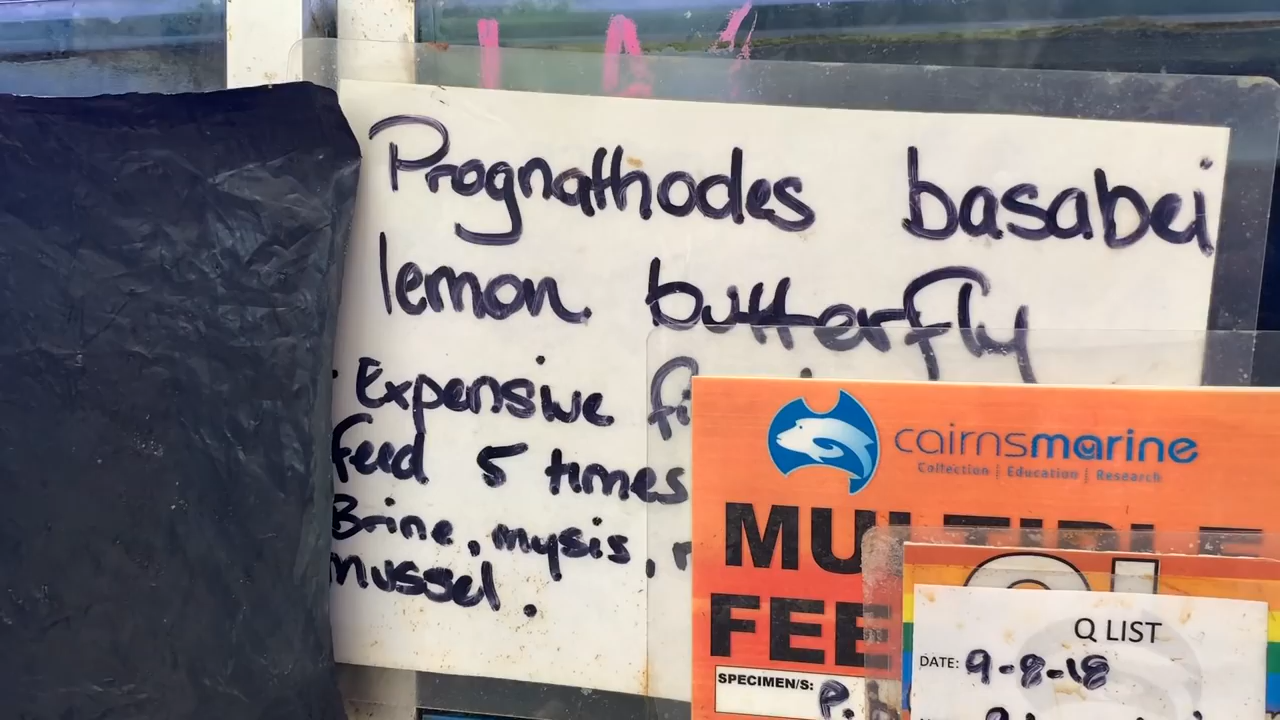 Prognathodes basabei
lemon butterfly
· Expensive
feed 5 times
Brine, mysis,
mussel.
cairnsmarine
Collection | Education | Research
MULTIPLE
FEE
Q LIST
DATE: 9-8-18
SPECIMEN/S: P.